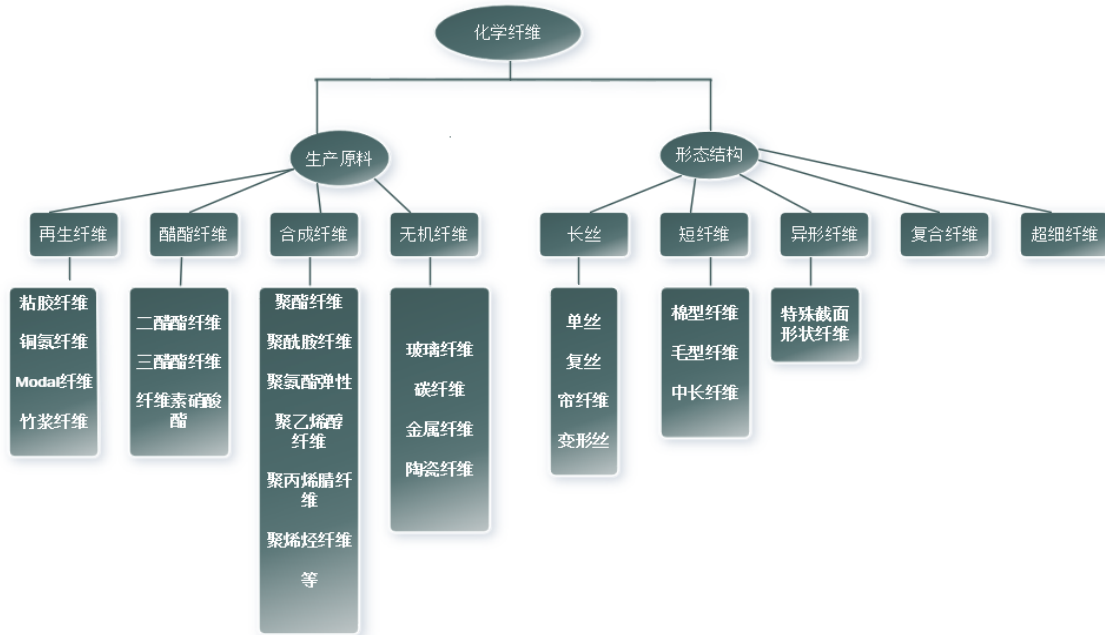 化学纤维
生产原料
形态结构
再生纤维
醋酯纤维
合成纤维
无机纤维
长丝
短纤维
异形纤维
复合纤维
超细纤维
粘胶纤维
铜氨纤维
Modal纤维
竹浆纤维
二醋酯纤维
三醋酯纤维
纤维素硝酸
酯
聚酯纤维
聚酰胺纤维
聚氨酯弹性
聚乙烯醇
纤维
聚丙烯腈纤
维
聚烯烃纤维
等
玻璃纤维
碳纤维
金属纤维
陶瓷纤维
单丝
复丝
帘纤维
变形丝
棉型纤维
毛型纤维
中长纤维
特殊截面
形状纤维